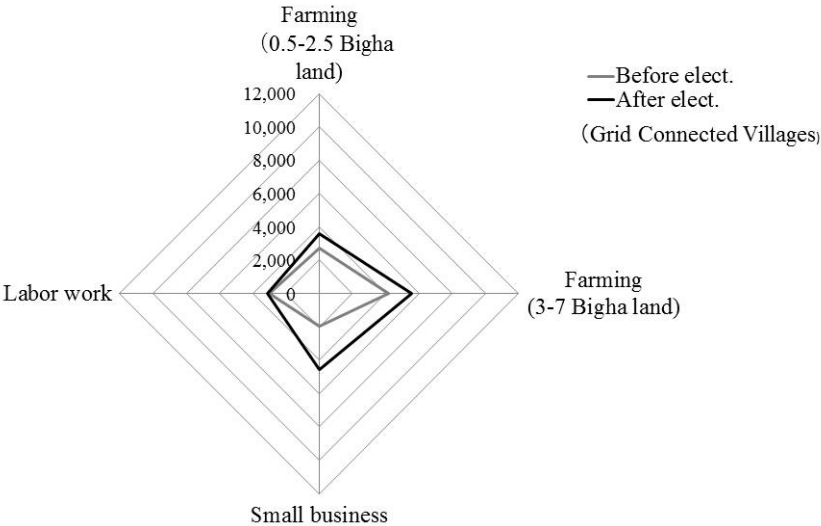 Farming
（0.5-2.5 Bigha
land)
12,000
10,000
8,000
6,000
4,000
2,000
0
Before elect.
After elect.
（Grid Connected Villages)
Labor work
Farming
(3-7 Bigha land)
Small business